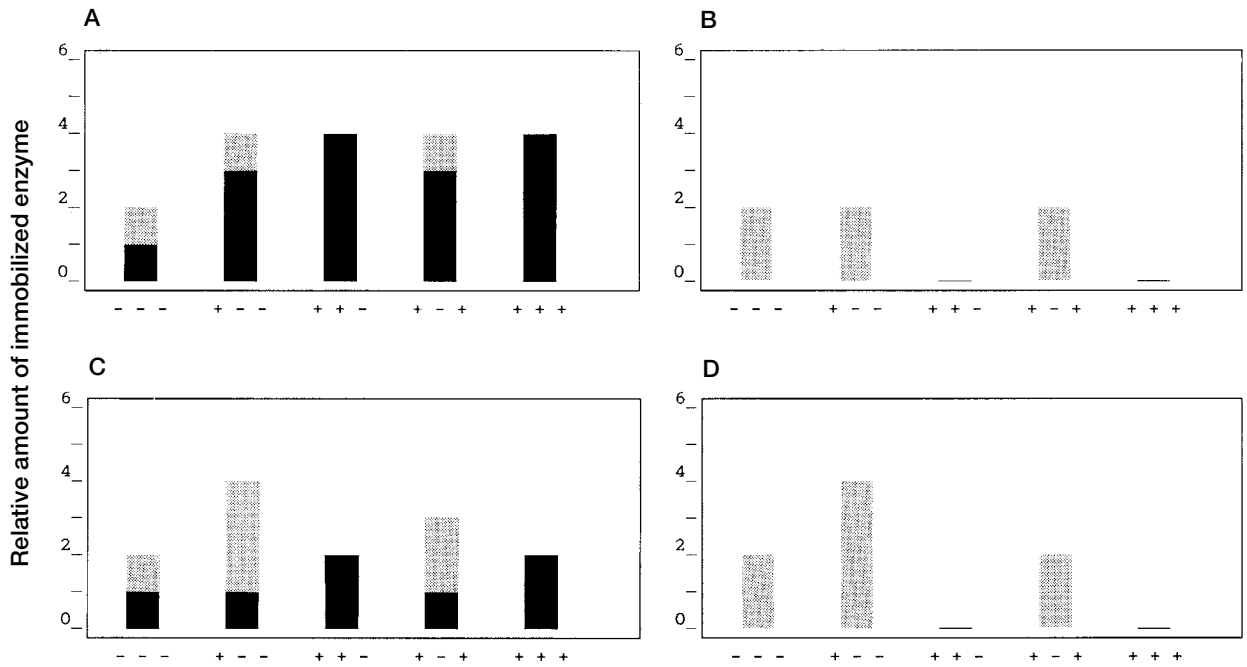 A
B
6
4
2
0
- - -
+ - -
+ + -
+ - +
+ + +
6
4
2
0
- - -
+ - -
+ + -
+ - +
+ + +
C
D
6
4
2
0
- - -
+ - -
+ + -
+ - +
+ + +
6
4
2
0
- - -
+ - -
+ + -
+ - +
+ + +
Relative amount of immobilized enzyme